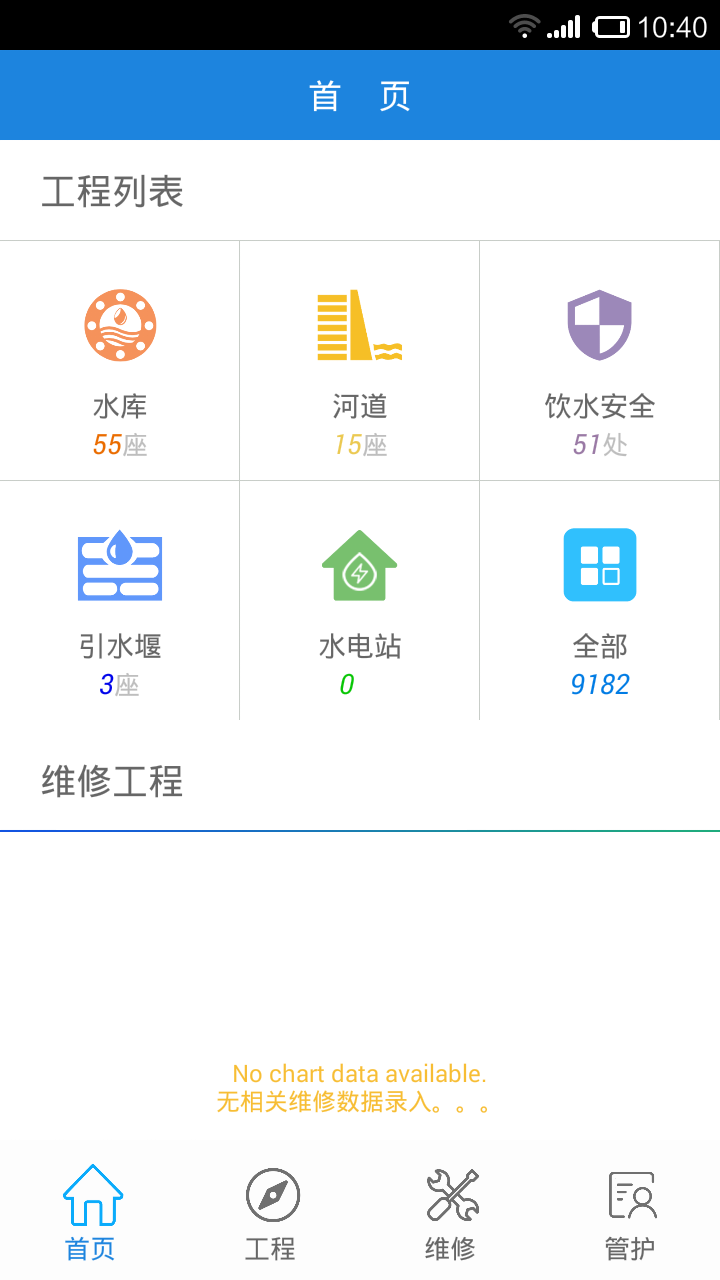 10:40
首 页
工程列表
水库
55座
河道
15座
饮水安全
51处
引水堰
3座
水电站
0
全部
9182
维修工程
No chart data available.
无相关维修数据录入。。。
首页
工程
维修
管护